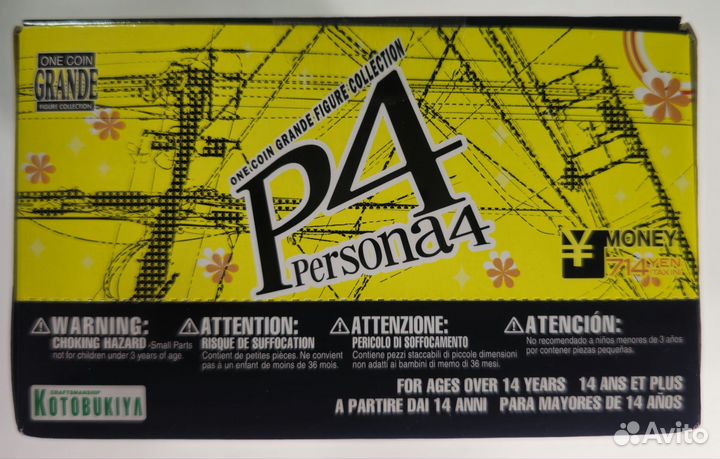 ONE COIN
GRANDE
FIGURE COLLECTION
ONE COIN GRANDE FIGURE COLLECTION
P4
Persona4
¥ MONEY
714 YEN
TAX IN
⚠WARNING:
CHOKING HAZARD-Small Parts
not for children under 3 years of age.
⚠ATTENTION:
RISQUE DE SUFFOCATION
Contient de petites pièces. Ne convient
pas à un enfant de moins de 36 mois.
⚠ATTENZIONE:
PERICOLO DI SOFFOCAMENTO
Contiene pezzi staccabili di piccole dimensioni
non adatti ai bambini di memo di 36 mesi.
⚠ATENCIÓN:
No recomendado a niños menores de 3 años
por contener piezas pequeñas.
FOR AGES OVER 14 YEARS 14 ANS ET PLUS
A PARTIRE DAI 14 ANNI PARA MAYORES DE 14 AÑOS
CRAFTSMANSHIP
KOTOBUKIYA
Avito